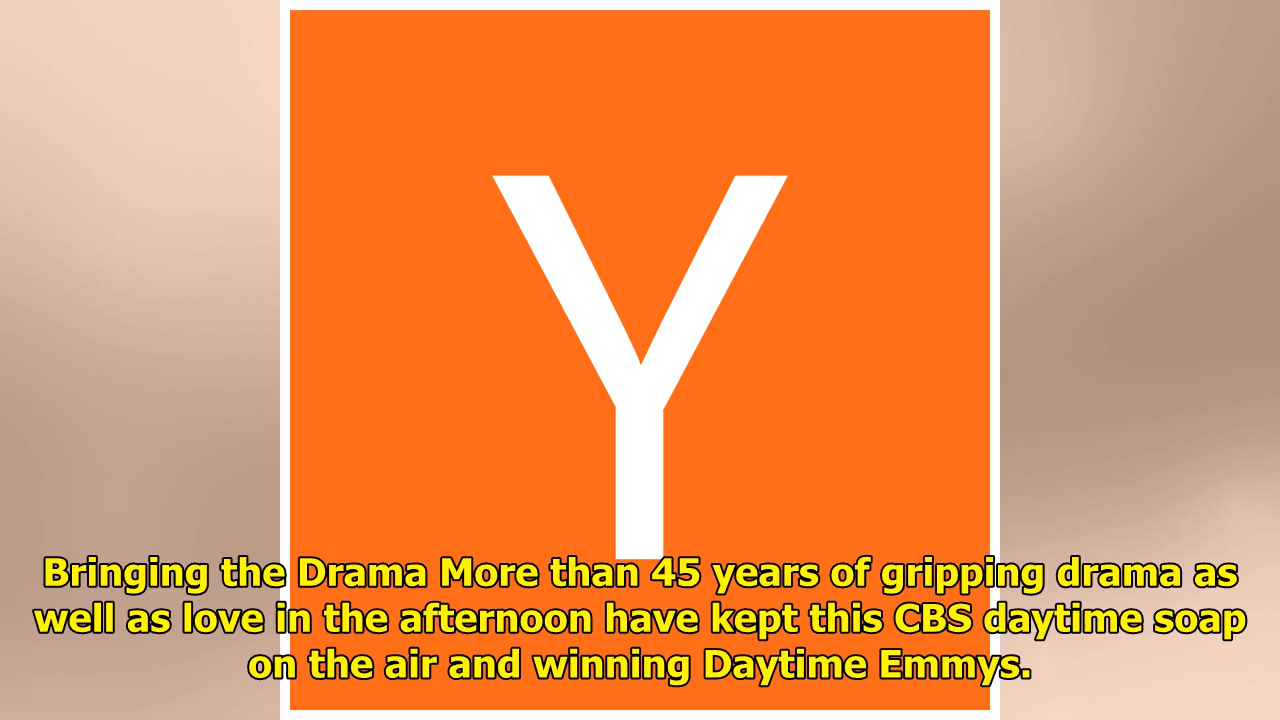 Y
Bringing the Drama More than 45 years of gripping drama as
well as love in the afternoon have kept this CBS daytime soap
on the air and winning Daytime Emmys.